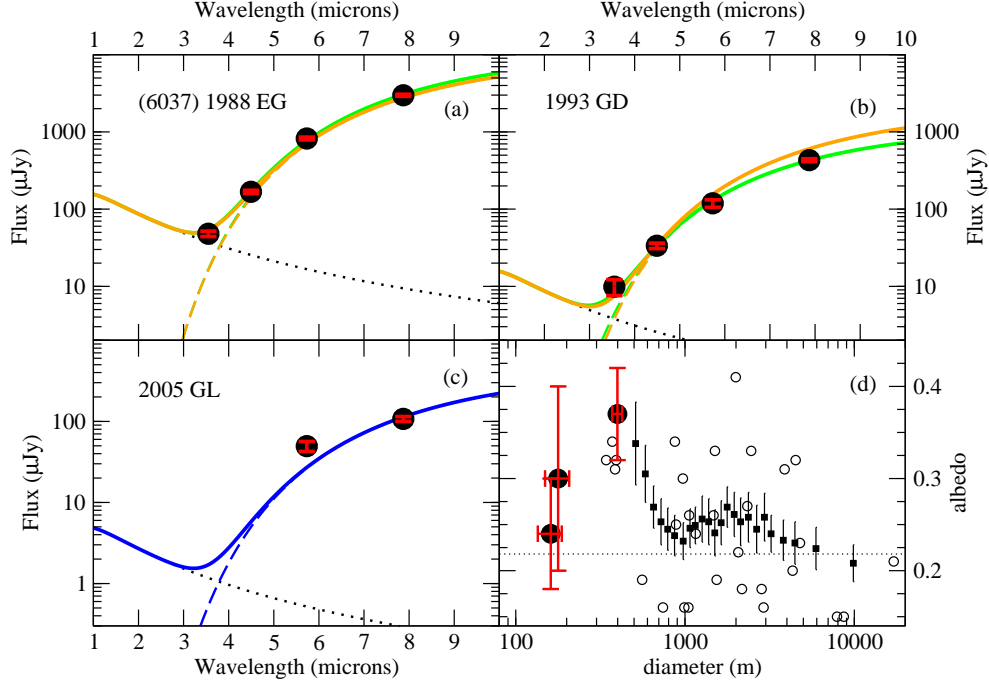 Wavelength (microns) Wavelength (microns)
1 2 3 4 5 6 7 8 9 2 3 4 5 6 7 8 9 10
(6037) 1988 EG (a) 1993 GD (b)
1000 1000
100 100
10 10
Flux (μJy) Flux (μJy)
2005 GL (c) (d)
100 0.4
10 0.3
1 0.2
Flux (μJy) albedo
1 2 3 4 5 6 7 8 9 100 1000 10000
Wavelength (microns) diameter (m)